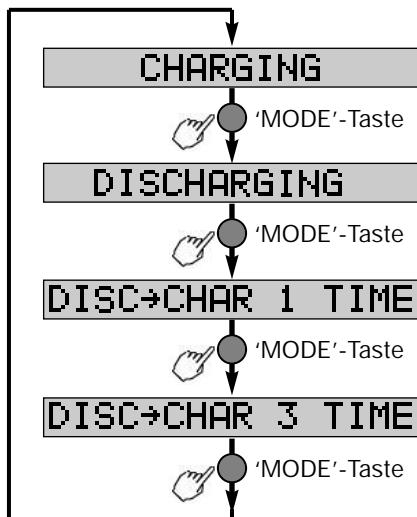 CHARGING
'MODE'-Taste
DISCHARGING
'MODE'-Taste
DISC→CHAR 1 TIME
'MODE'-Taste
DISC→CHAR 3 TIME
'MODE'-Taste